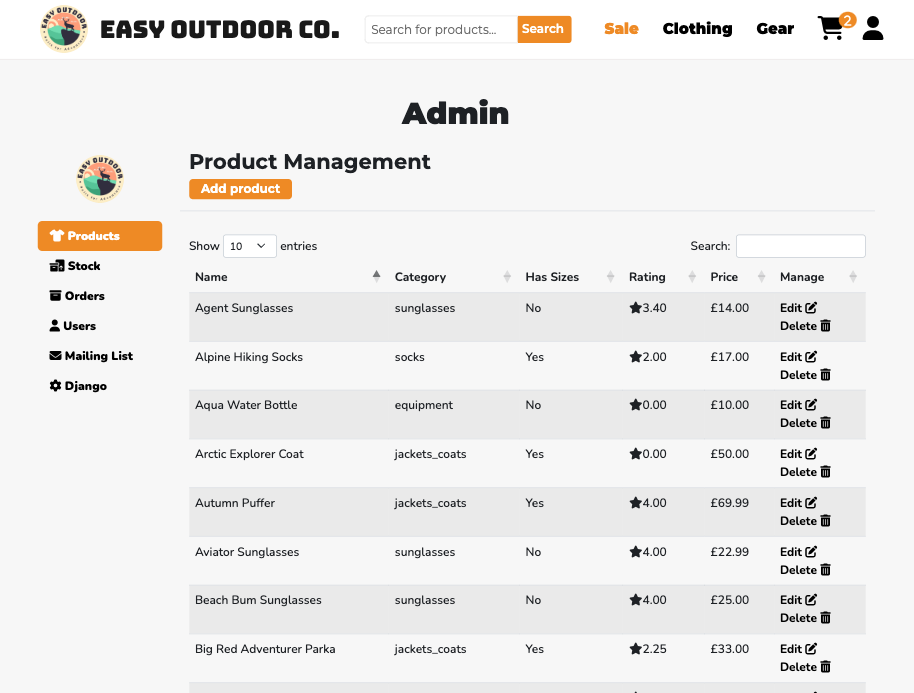 EASY OUTDOOR CO. Search for products... Search Sale Clothing Gear 2
Admin
EASY OUTDOOR
Product Management
Add product
Products
Stock
Orders
Users
Mailing List
Django
Show 10 entries Search:
Name Category Has Sizes Rating Price Manage
Agent Sunglasses sunglasses No 3.40 £14.00 Edit
Delete
Alpine Hiking Socks socks Yes 2.00 £17.00 Edit
Delete
Aqua Water Bottle equipment No 0.00 £10.00 Edit
Delete
Arctic Explorer Coat jackets_coats Yes 0.00 £50.00 Edit
Delete
Autumn Puffer jackets_coats Yes 4.00 £69.99 Edit
Delete
Aviator Sunglasses sunglasses No 4.00 £22.99 Edit
Delete
Beach Bum Sunglasses sunglasses No 4.00 £25.00 Edit
Delete
Big Red Adventurer Parka jackets_coats Yes 2.25 £33.00 Edit
Delete